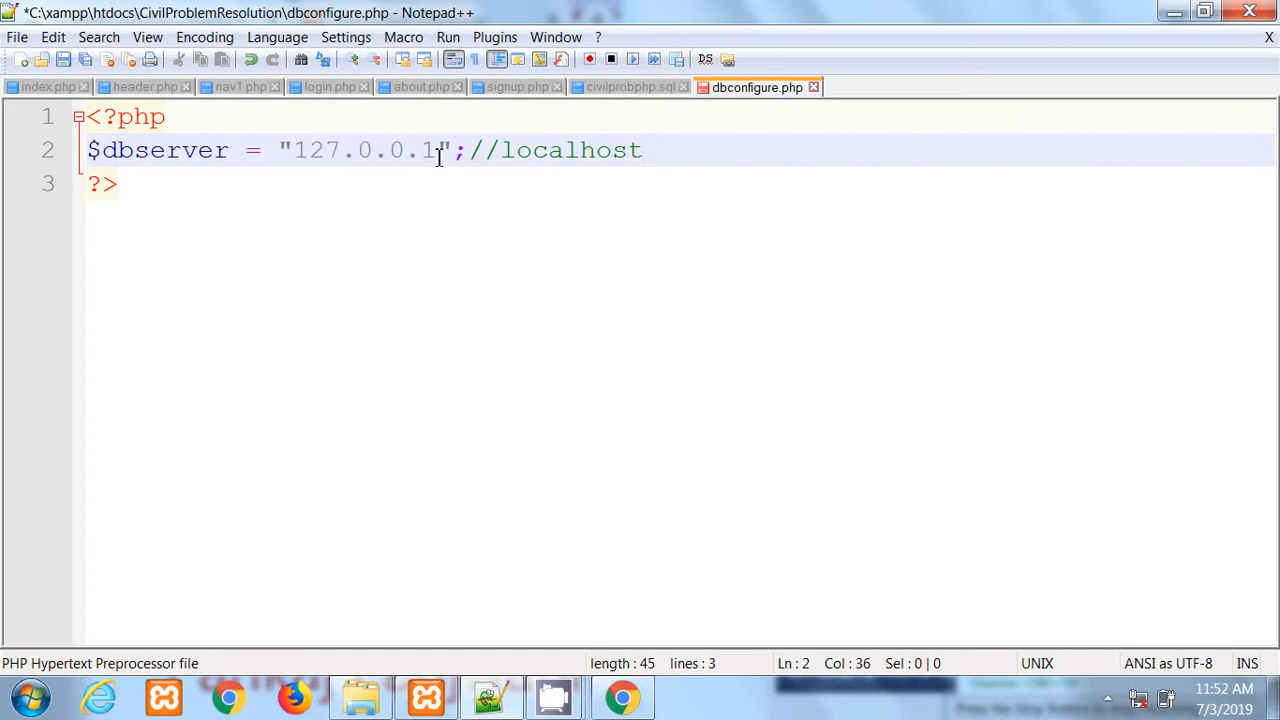 *C:\xampp\htdocs\CivilProblemResolution\dbconfigure.php - Notepad++
File Edit Search View Encoding Language Settings Macro Run Plugins Window ? X
index.php header.php nav1.php login.php about.php signup.php civilprobphp.sql dbconfigure.php
1 <?php
2 $dbserver = "127.0.0.1";//localhost
3 ?>
PHP Hypertext Preprocessor file length : 45 lines : 3 Ln : 2 Col : 36 Sel : 0 | 0 UNIX ANSI as UTF-8 INS
11:52 AM
7/3/2019